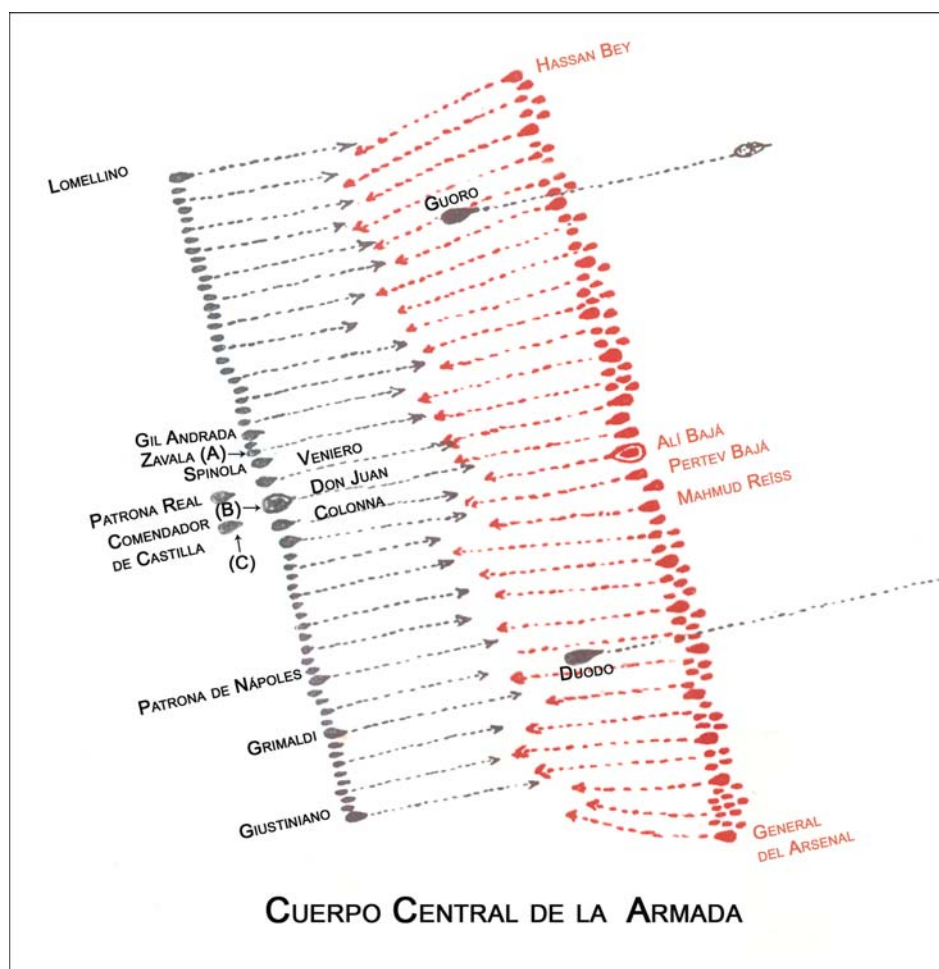 Hassan Bey
Lomellino
Guoro
Gil Andrada
Zavala (A)→
Spinola
Veniero
Don Juan
Colonna
Patrona Real
(B)→
Comendador
de Castilla
↑
(C)
Alí Bajá
Pertev Bajá
Mahmud Reïss
Duodo
Patrona de Nápoles
Grimaldi
Giustiniano
General
del Arsenal
Cuerpo Central de la Armada